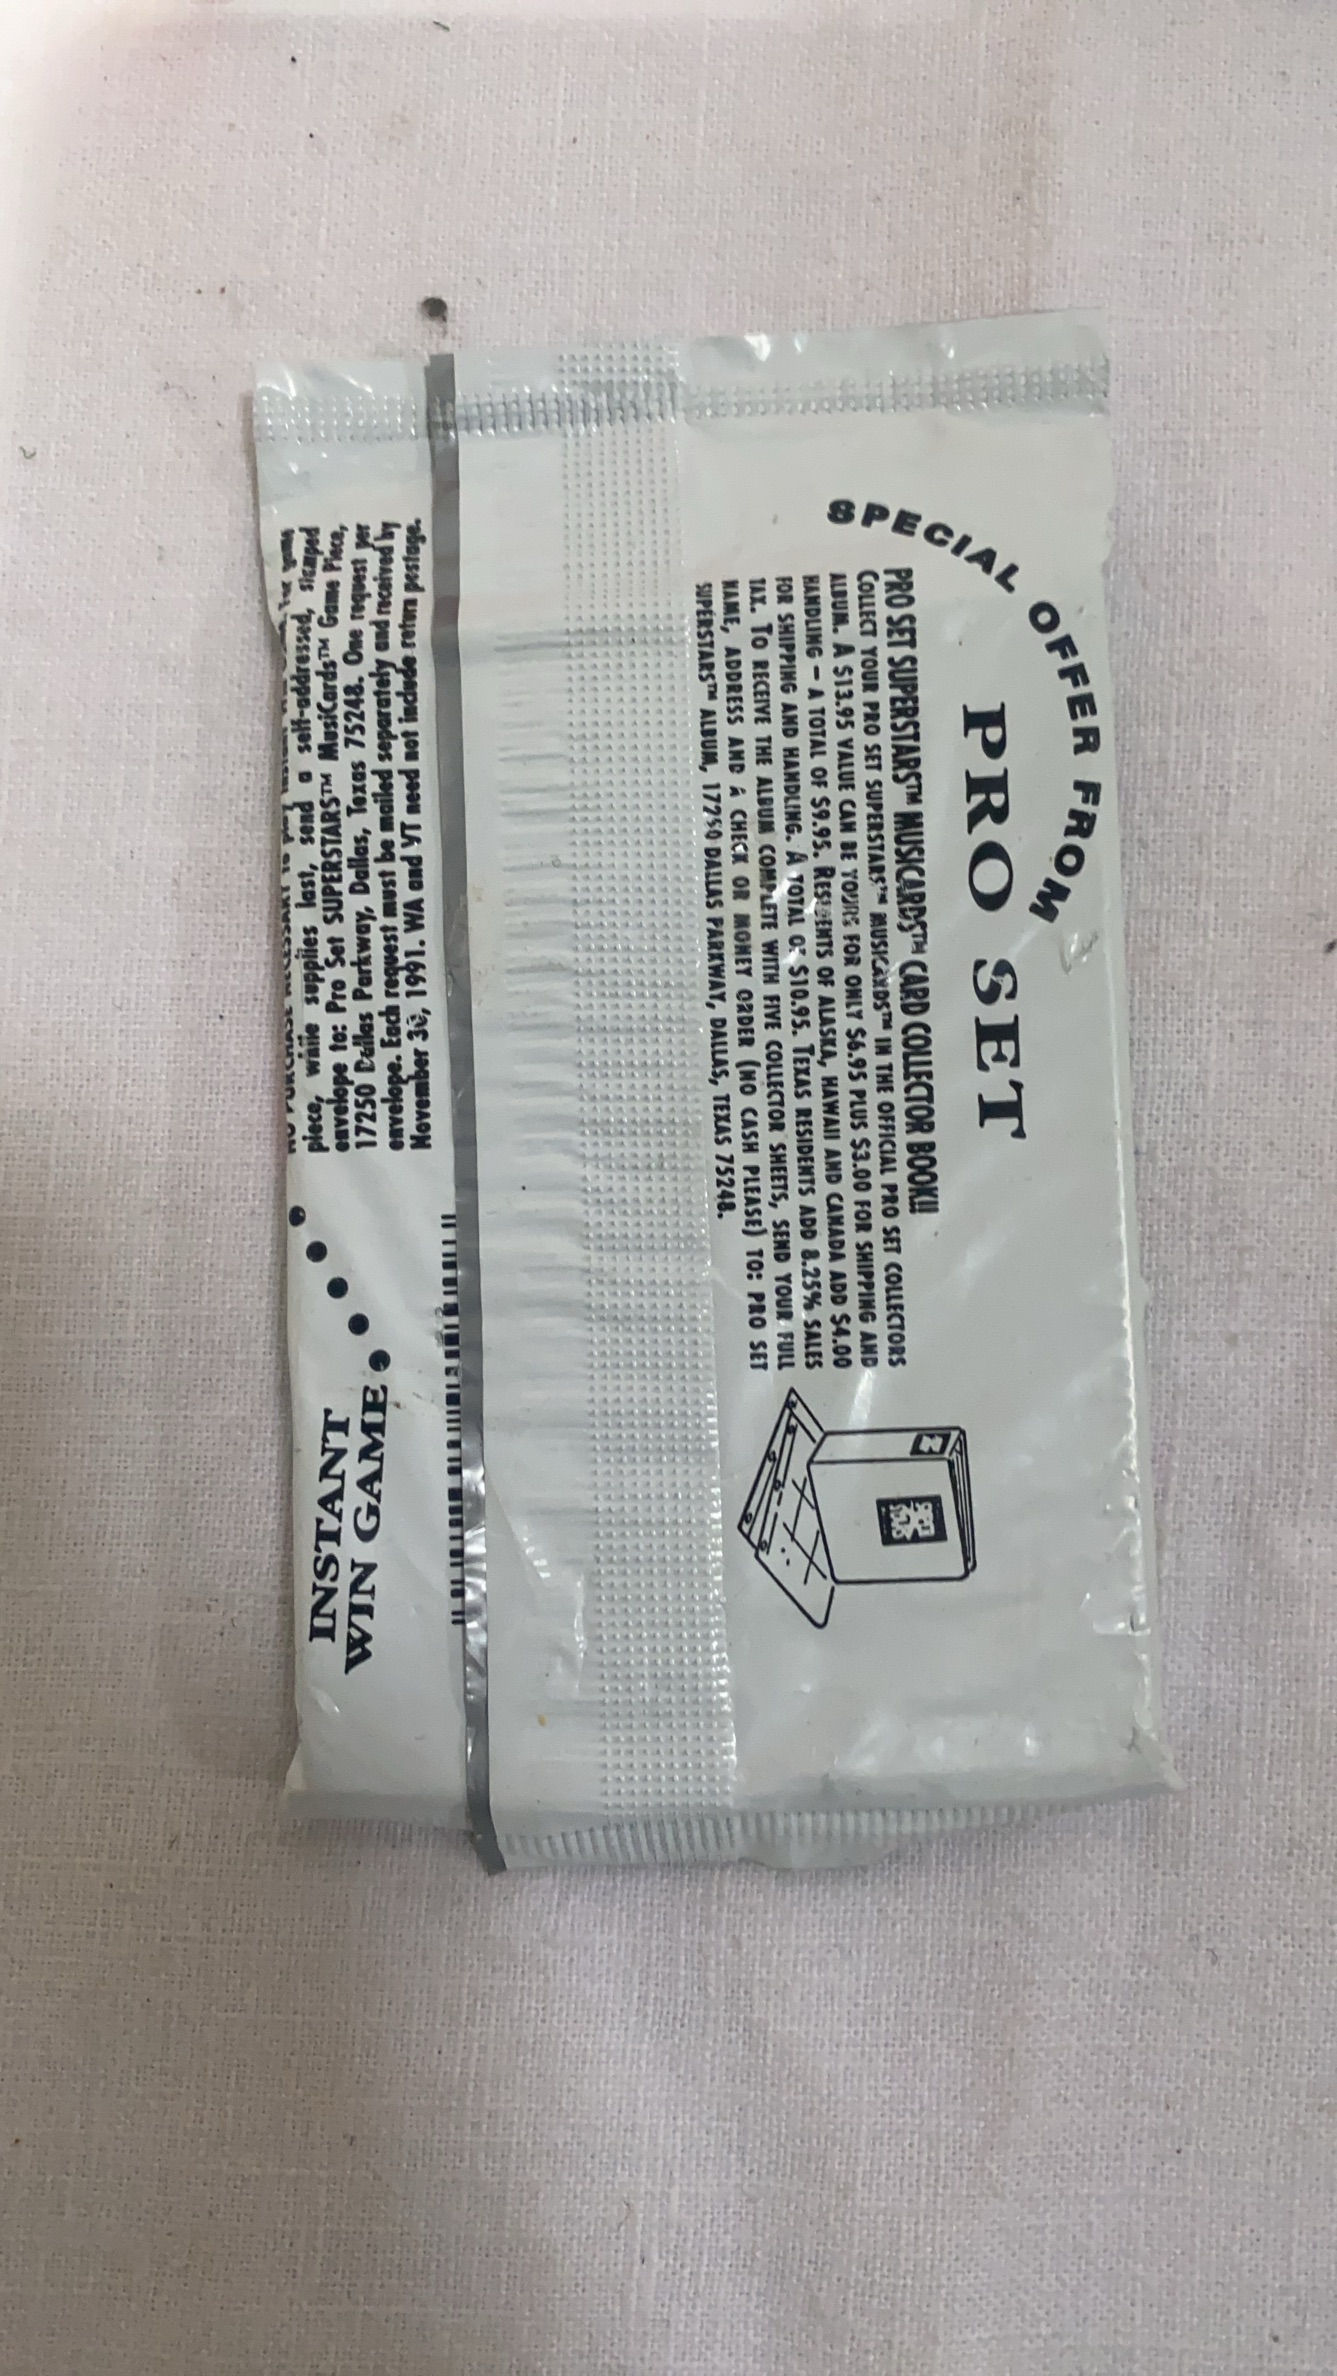 SPECIAL OFFER FROM
PRO SET
PRO SET SUPERSTARS™ MUSICARDS™ CARD COLLECTOR BOOK!!
COLLECT YOUR PRO SET SUPERSTARS™ MUSICARDS™ IN THE OFFICIAL PRO SET COLLECTORS
ALBUM. A $13.95 VALUE CAN BE YOURS FOR ONLY $6.95 PLUS $3.00 FOR SHIPPING AND
HANDLING – A TOTAL OF $9.95. RESIDENTS OF ALASKA, HAWAII AND CANADA ADD $4.00
FOR SHIPPING AND HANDLING. A TOTAL OF $10.95. TEXAS RESIDENTS ADD 8.25% SALES
TAX. TO RECEIVE THE ALBUM COMPLETE WITH FIVE COLLECTOR SHEETS, SEND YOUR FULL
NAME, ADDRESS AND A CHECK OR MONEY ORDER (NO CASH PLEASE) TO: PRO SET
SUPERSTARS™ ALBUM, 17250 DALLAS PARKWAY, DALLAS, TEXAS 75248.
NO PURCHASE NECESSARY
piece, while supplies last, send a self-addressed, stamped
envelope to: Pro Set SUPERSTARS™ MusiCards™ Game Piece,
17250 Dallas Parkway, Dallas, Texas 75248. One request per
envelope. Each request must be mailed separately and received by
November 30, 1991. WA and VT need not include return postage.
INSTANT
WIN GAME